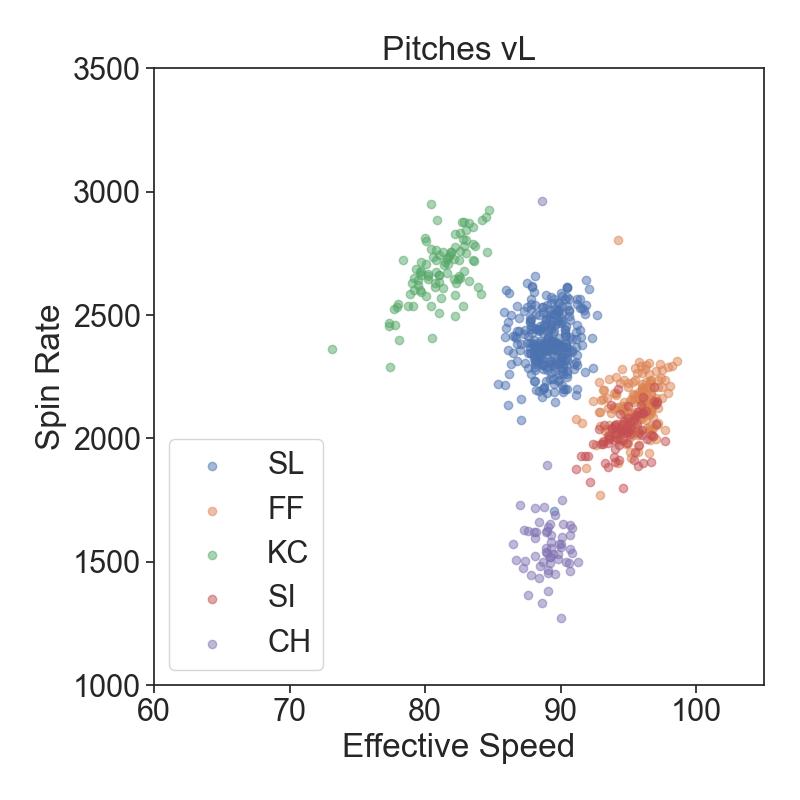 Pitches vL
3500
3000
2500
2000
1500
1000
Spin Rate
SL
FF
KC
SI
CH
60 70 80 90 100
Effective Speed